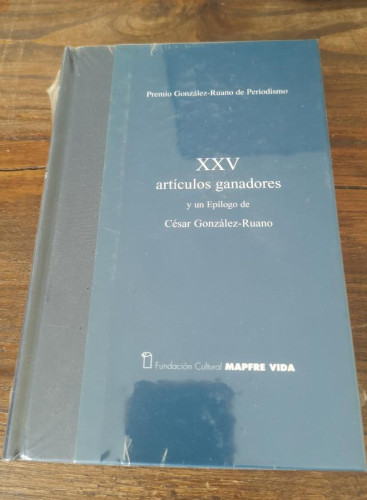 Premio González-Ruano de Periodismo
XXV
artículos ganadores
y un Epílogo de
César González-Ruano
Fundación Cultural MAPFRE VIDA